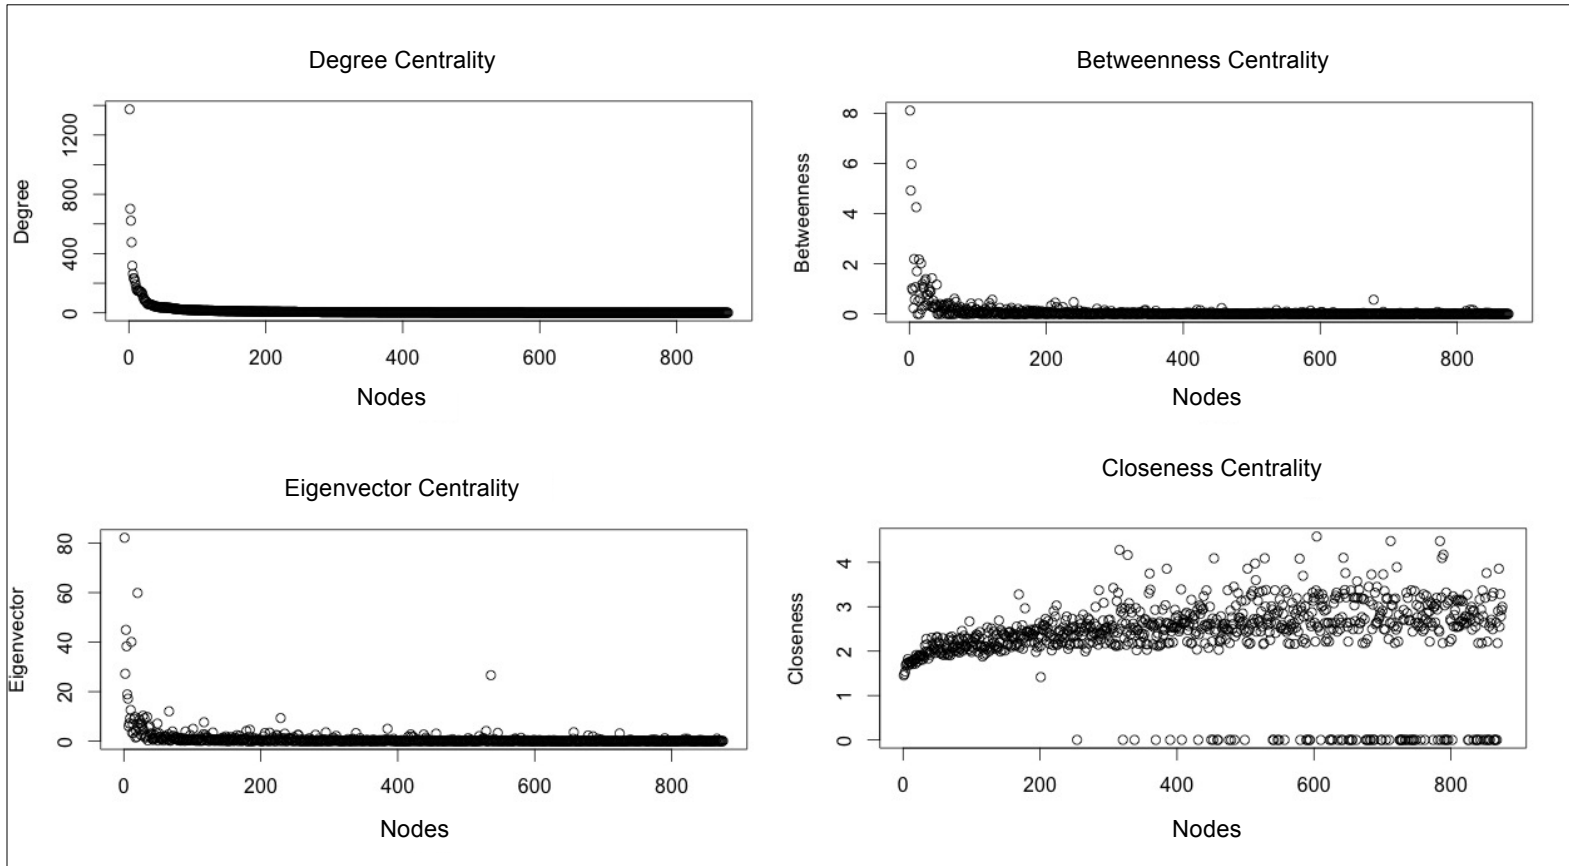 Degree Centrality
Degree
1200
800
400
0
0 200 400 600 800
Nodes
Betweenness Centrality
Betweenness
8
6
4
2
0
0 200 400 600 800
Nodes
Eigenvector Centrality
Eigenvector
80
60
40
20
0
0 200 400 600 800
Nodes
Closeness Centrality
Closeness
4
3
2
1
0
0 200 400 600 800
Nodes